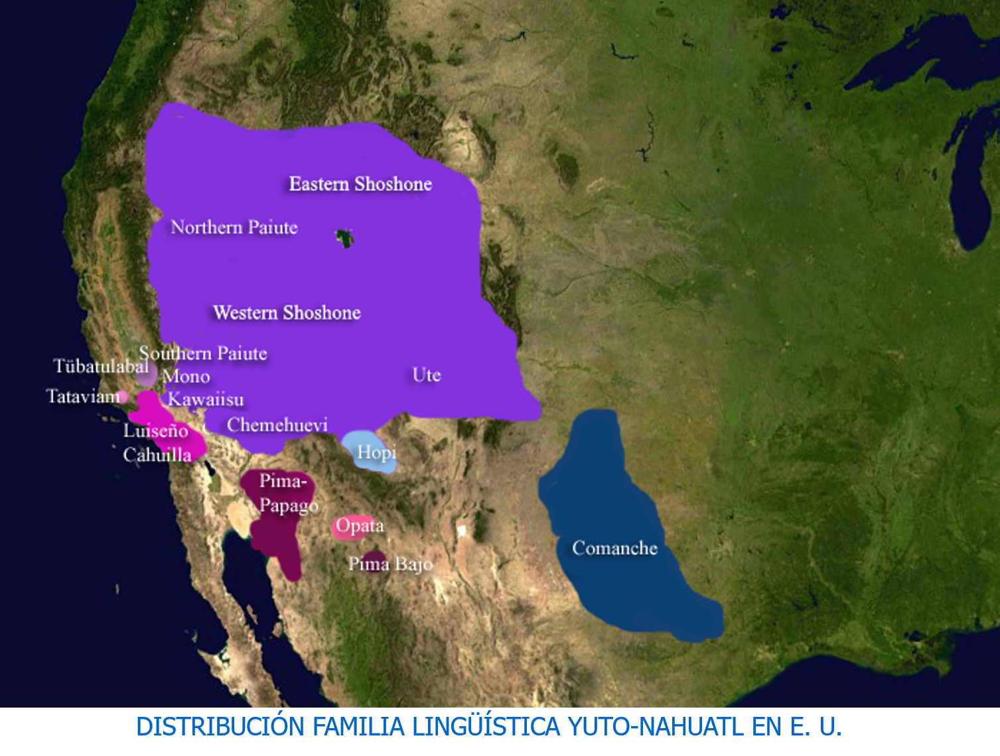 Eastern Shoshone
Northern Paiute
Western Shoshone
Southern Paiute
Tübatulabal
Mono
Ute
Tataviam
Kawaiisu
Chemehuevi
Luiseño
Cahuilla
Hopi
Pima-
Papago
Opata
Comanche
Pima Bajo
DISTRIBUCIÓN FAMILIA LINGÜÍSTICA YUTO-NAHUATL EN E. U.